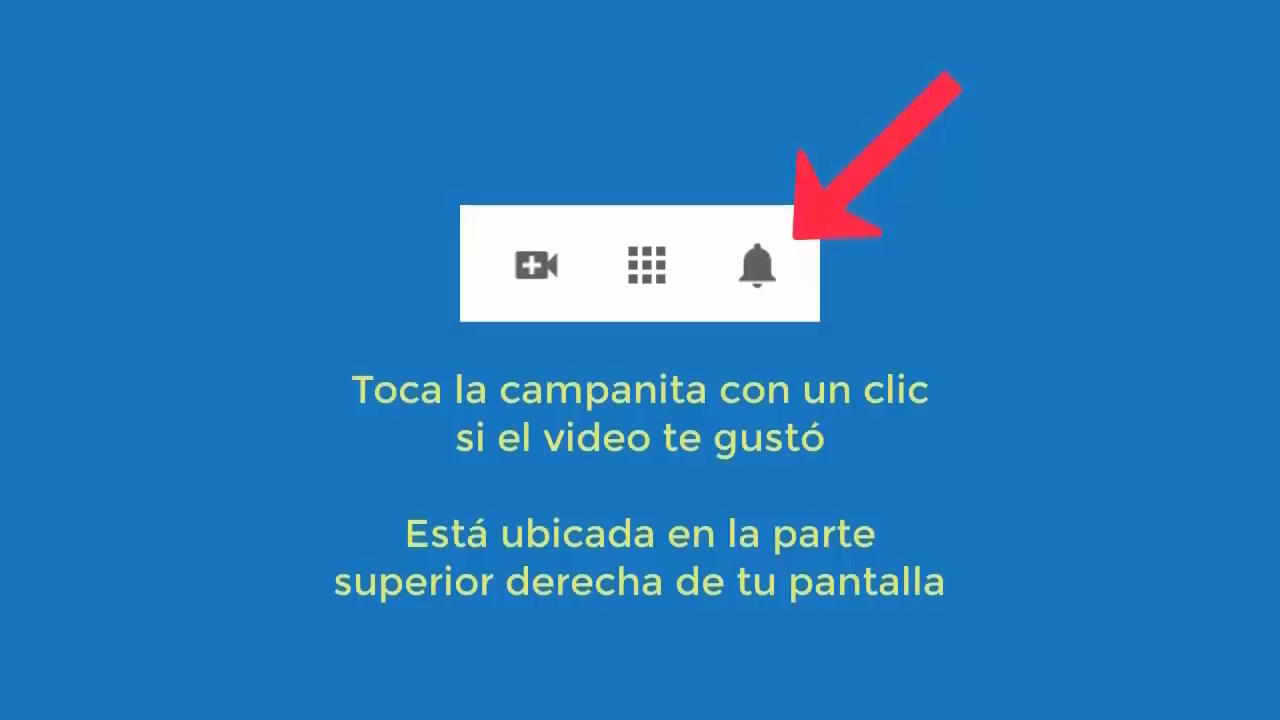 Toca la campanita con un clic
si el video te gustó
Está ubicada en la parte
superior derecha de tu pantalla